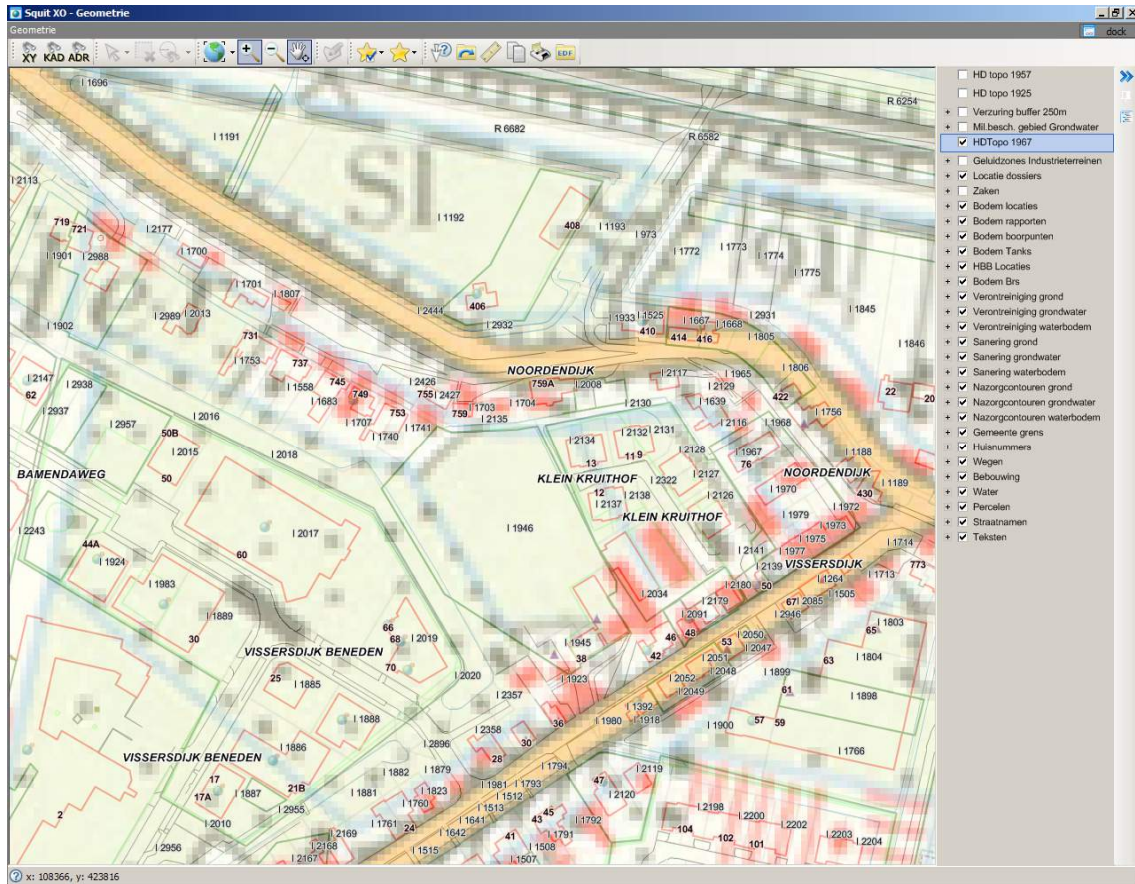 Squit XO - Geometrie
Geometrie
dock
XY KAD ADR
EDF
I 1696
R 6254
I 1191
R 6682
R 6582
SI
I 2113
I 1192
408
I 1193
I 973
719
721
I 2177
I 1772
I 1773
I 1774
I 1775
I 1901
I 2988
I 1700
I 1701
I 1807
406
I 1902
I 2989
I 2013
I 2444
I 2932
I 1933
I 1525
410
I 1667
I 2931
I 1668
I 1845
414
416
I 1805
I 1846
731
I 1753
737
NOORDENDIJK
I 1806
I 2147
I 2938
62
I 1558
745
I 2426
759A
I 2008
I 2117
I 1965
I 2129
I 2937
I 1683
749
755
I 2427
I 1703
I 1704
I 2130
I 1639
422
22
20
I 2957
I 2016
753
759
I 2135
I 1707
I 1741
I 1740
I 2116
I 1968
I 1756
50B
I 2015
I 2018
I 2134
I 2132
I 2131
I 2128
I 1967
I 1188
BAMENDAWEG
50
13
11
9
76
KLEIN KRUITHOF
I 2322
I 2127
NOORDENDIJK
I 1189
12
I 2138
I 2126
I 1970
430
I 2137
KLEIN KRUITHOF
I 1979
I 1972
I 2243
I 2017
I 1946
I 1973
44A
I 1975
I 1714
I 1924
60
I 2141
I 1977
I 2139
VISSERSDIJK
773
I 1983
I 1713
I 2034
I 2180
50
I 1264
I 1889
I 2179
67
I 2085
I 1505
30
66
I 2091
I 2946
68
I 2019
46
48
I 2050
65
I 1803
VISSERSDIJK BENEDEN
I 1945
53
I 2047
70
38
42
I 2051
63
I 1804
25
I 2020
I 1923
I 2048
I 1899
I 1885
I 2052
61
I 2357
I 2049
I 1898
I 1392
I 1888
36
I 1980
I 1918
I 1900
57
59
I 2358
I 2896
30
I 1886
28
I 1766
VISSERSDIJK BENEDEN
I 1882
I 1879
I 1794
17
47
I 2119
21B
I 1881
I 1823
I 1981
I 1793
17A
I 1887
I 1760
I 1512
I 2120
I 2955
I 1513
45
I 2198
2
I 1761
I 1641
43
I 1792
I 2200
I 2010
24
104
I 2202
I 2169
I 1642
41
I 1791
102
I 2203
I 2956
I 2168
I 1508
101
I 2204
I 2167
I 1515
I 1507
HD topo 1957
HD topo 1925
Verzuring buffer 250m
Mil.besch. gebied Grondwater
HDTopo 1967
Geluidzones Industrieterreinen
Locatie dossiers
Zaken
Bodem locaties
Bodem rapporten
Bodem boorpunten
Bodem Tanks
HBB Locaties
Bodem Brs
Verontreiniging grond
Verontreiniging grondwater
Verontreiniging waterbodem
Sanering grond
Sanering grondwater
Sanering waterbodem
Nazorgcontouren grond
Nazorgcontouren grondwater
Nazorgcontouren waterbodem
Gemeente grens
Huisnummers
Wegen
Bebouwing
Water
Percelen
Straatnamen
Teksten
x: 108366, y: 423816